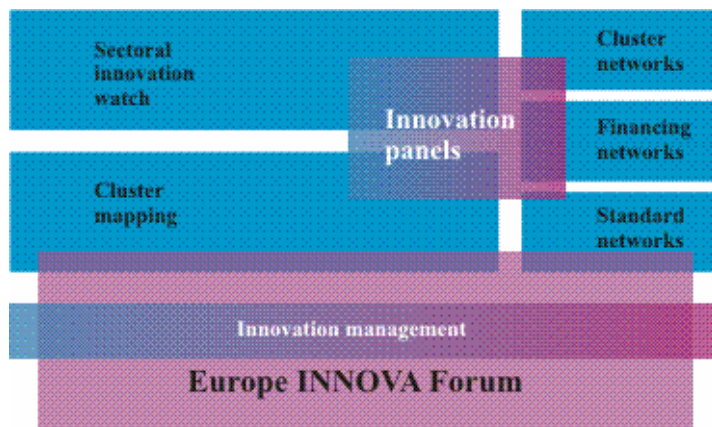 Sectoral
innovation
watch
Cluster
networks
Innovation
panels
Financing
networks
Cluster
mapping
Standard
networks
Innovation management
Europe INNOVA Forum